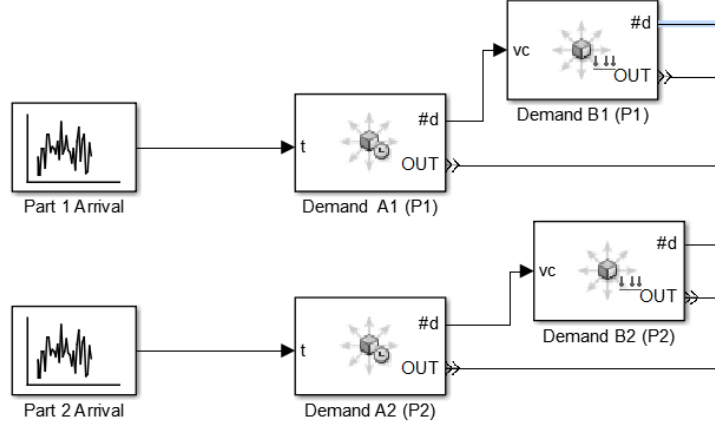 #d
vc
OUT
Demand B1 (P1)
#d
t
OUT
Part 1 Arrival
Demand A1 (P1)
#d
vc
OUT
Demand B2 (P2)
#d
t
OUT
Part 2 Arrival
Demand A2 (P2)